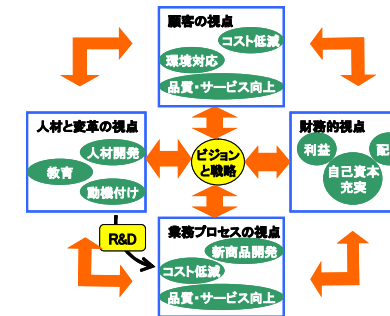 顧客の視点
コスト低減
環境対応
品質・サービス向上
人材と変革の視点
人材開発
教育
動機付け
ビジョン
と戦略
財務的視点
利益
配
自己資本
充実
R&D
業務プロセスの視点
新商品開発
コスト低減
品質・サービス向上